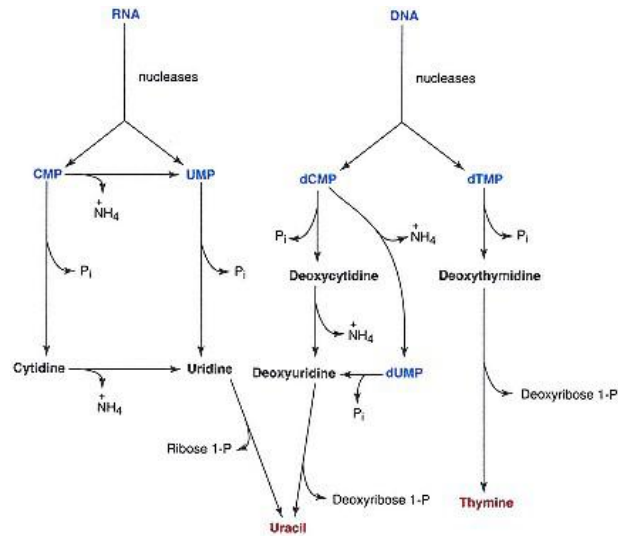 RNA DNA
nucleases nucleases
CMP UMP dCMP dTMP
+
NH4
Pi
+
NH4
Pi
Deoxycytidine Deoxythymidine
Pi Pi
+
NH4
Cytidine Uridine Deoxyuridine dUMP
+
NH4
Pi
Deoxyribose 1-P
Ribose 1-P
Deoxyribose 1-P
Thymine
Uracil